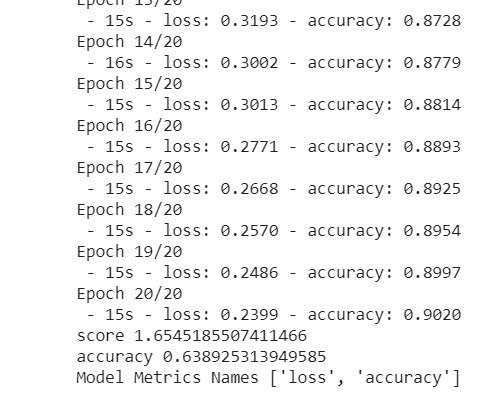 Epoch 13/20
- 15s - loss: 0.3193 - accuracy: 0.8728
Epoch 14/20
- 16s - loss: 0.3002 - accuracy: 0.8779
Epoch 15/20
- 15s - loss: 0.3013 - accuracy: 0.8814
Epoch 16/20
- 15s - loss: 0.2771 - accuracy: 0.8893
Epoch 17/20
- 15s - loss: 0.2668 - accuracy: 0.8925
Epoch 18/20
- 15s - loss: 0.2570 - accuracy: 0.8954
Epoch 19/20
- 15s - loss: 0.2486 - accuracy: 0.8997
Epoch 20/20
- 15s - loss: 0.2399 - accuracy: 0.9020
score 1.6545185507411466
accuracy 0.638925313949585
Model Metrics Names ['loss', 'accuracy']